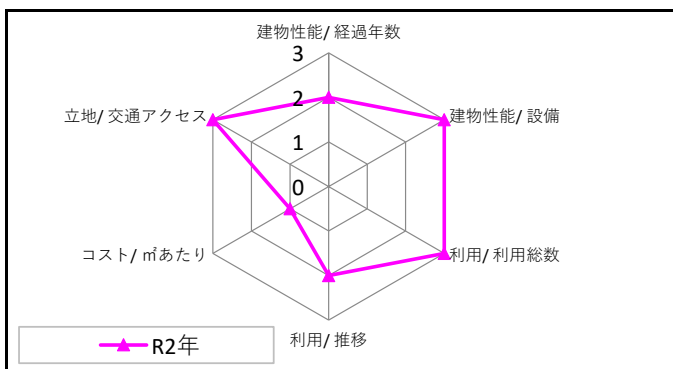 建物性能/ 経過年数
3
立地/ 交通アクセス
2
建物性能/ 設備
1
0
コスト/ ㎡あたり
利用/ 利用総数
利用/ 推移
R2年